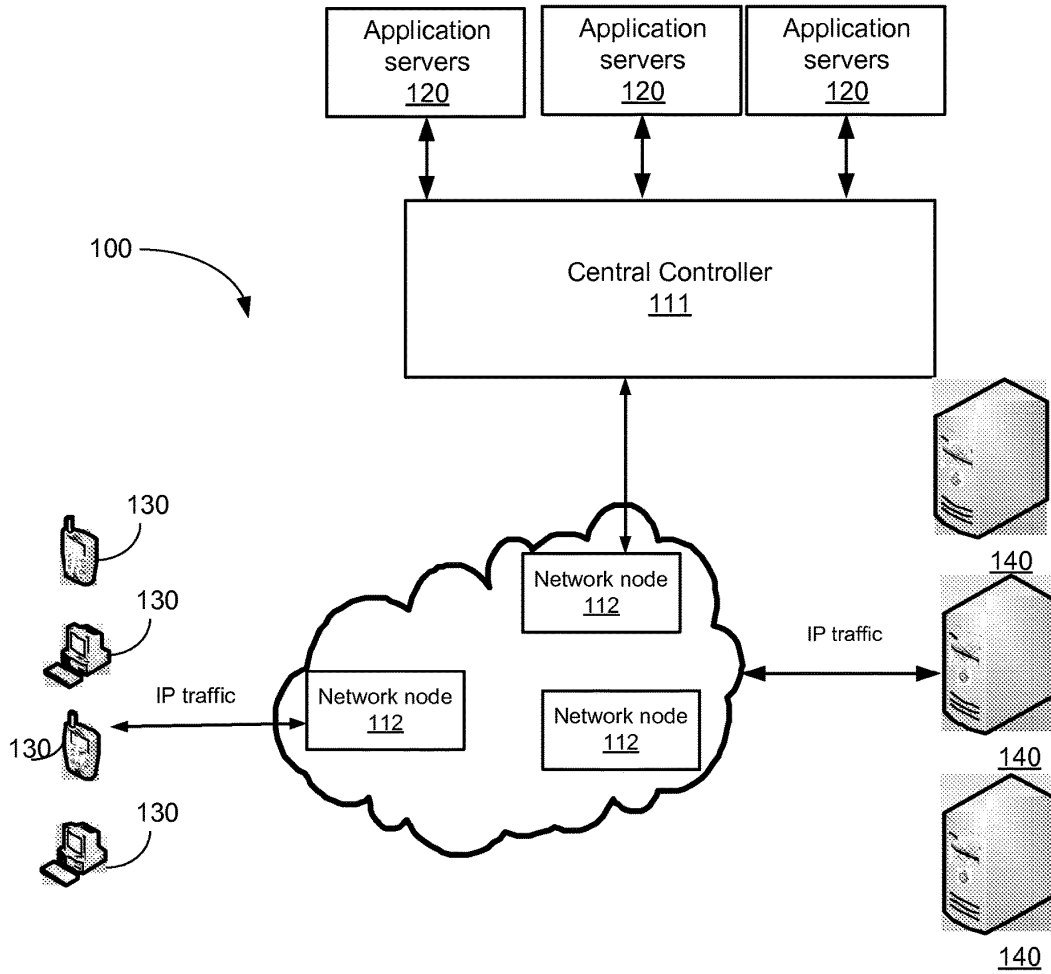 Application
servers
120
Application
servers
120
Application
servers
120
100
Central Controller
111
130
140
Network node
112
130
IP traffic
IP traffic
Network node
112
Network node
112
130
140
130
140